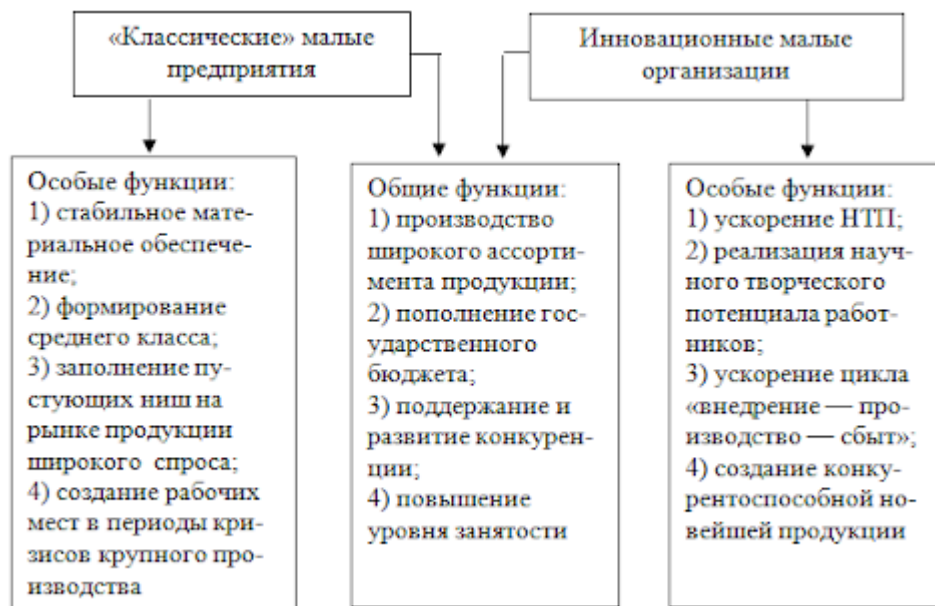 «Классические» малые
предприятия
Инновационные малые
организации
Особые функции:
1) стабильное мате-
риальное обеспече-
ние;
2) формирование
среднего класса;
3) заполнение пу-
стующих ниш на
рынке продукции
широкого спроса;
4) создание рабочих
мест в периоды кри-
зисов крупного про-
изводства
Общие функции:
1) производство
широкого ассорти-
мента продукции;
2) пополнение гос-
ударственного
бюджета;
3) поддержание и
развитие конкурен-
ции;
4) повышение
уровня занятости
Особые функции:
1) ускорение НТП;
2) реализация науч-
ного творческого
потенциала работ-
ников;
3) ускорение цикла
«внедрение — про-
изводство — сбыт»;
4) создание конку-
рентоспособной но-
вейшей продукции